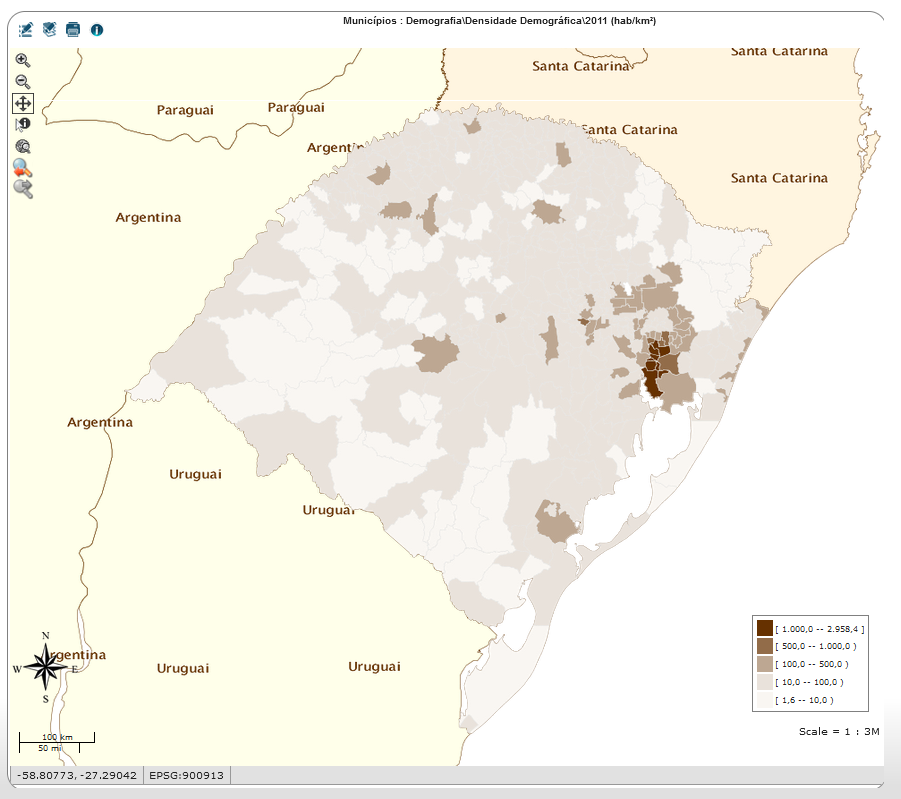 Municípios : Demografia\Densidade Demográfica\2011 (hab/km²)
Santa Catarina
Santa Catarina
Paraguai
Paraguai
Santa Catarina
Argentin
Santa Catarina
Argentina
Argentina
Uruguai
Uruguai
N
Argentina
W
E
Uruguai
Uruguai
S
[ 1.000,0 -- 2.958,4 ]
[ 500,0 -- 1.000,0 )
[ 100,0 -- 500,0 )
[ 10,0 -- 100,0 )
[ 1,6 -- 10,0 )
Scale = 1 : 3M
100 km
50 mi
-58.80773, -27.29042
EPSG:900913